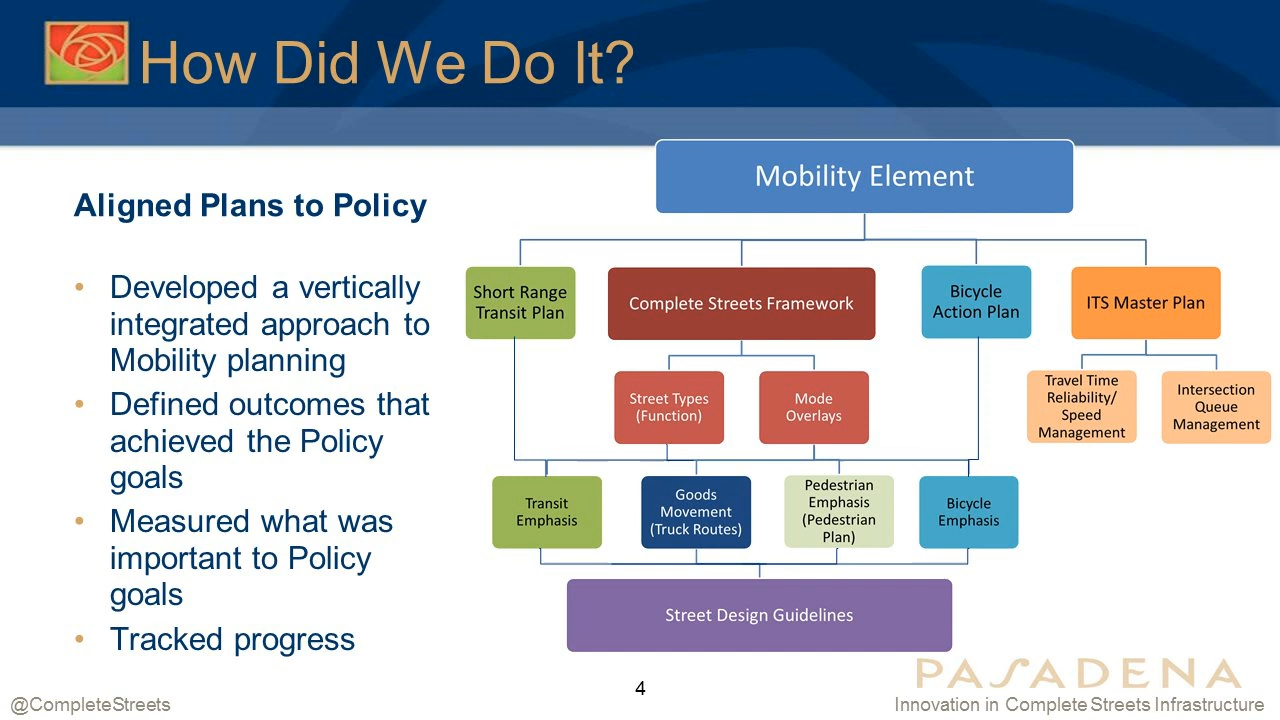 How Did We Do It?
Aligned Plans to Policy
• Developed a vertically
integrated approach to
Mobility planning
• Defined outcomes that
achieved the Policy
goals
• Measured what was
important to Policy
goals
• Tracked progress
Mobility Element
Short Range
Transit Plan
Complete Streets Framework
Bicycle
Action Plan
ITS Master Plan
Street Types
(Function)
Mode
Overlays
Travel Time
Reliability/
Speed
Management
Intersection
Queue
Management
Transit
Emphasis
Goods
Movement
(Truck Routes)
Pedestrian
Emphasis
(Pedestrian
Plan)
Bicycle
Emphasis
Street Design Guidelines
PASADENA
4
@CompleteStreets
Innovation in Complete Streets Infrastructure